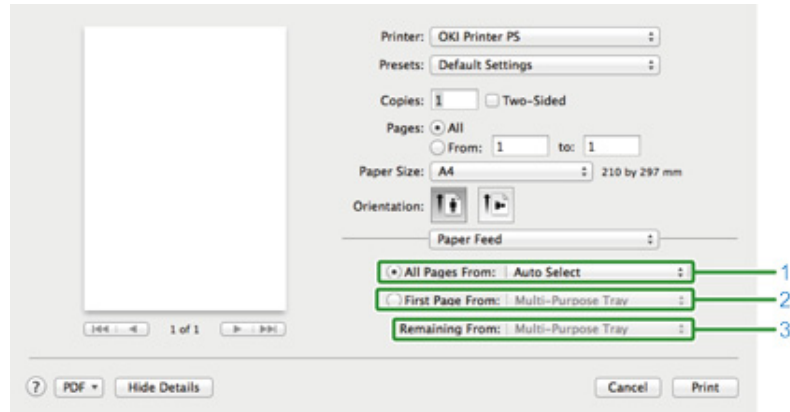 Printer: OKI Printer PS
Presets: Default Settings
Copies: 1 Two-Sided
Pages: All
From: 1 to: 1
Paper Size: A4 210 by 297 mm
Orientation:
Paper Feed
All Pages From: Auto Select 1
First Page From: Multi-Purpose Tray 2
Remaining From: Multi-Purpose Tray 3
1 of 1
? PDF Hide Details Cancel Print